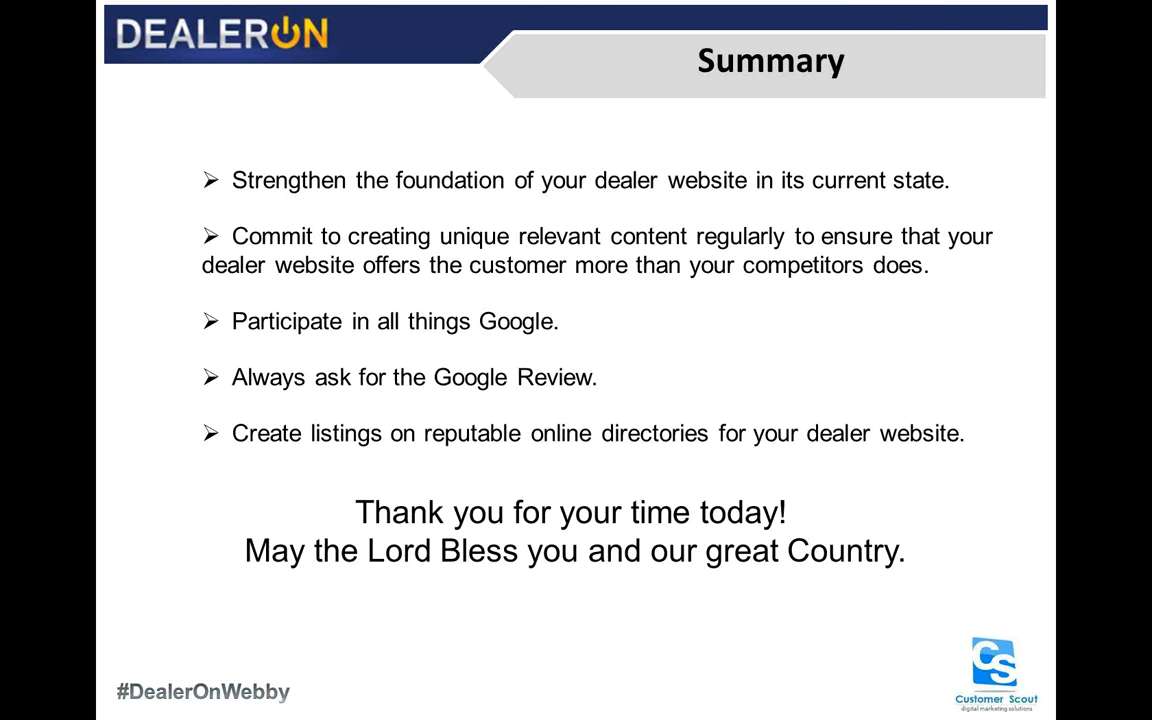 DEALERON
Summary
➢ Strengthen the foundation of your dealer website in its current state.
➢ Commit to creating unique relevant content regularly to ensure that your
dealer website offers the customer more than your competitors does.
➢ Participate in all things Google.
➢ Always ask for the Google Review.
➢ Create listings on reputable online directories for your dealer website.
Thank you for your time today!
May the Lord Bless you and our great Country.
CS
Customer Scout
digital marketing solutions
#DealerOnWebby